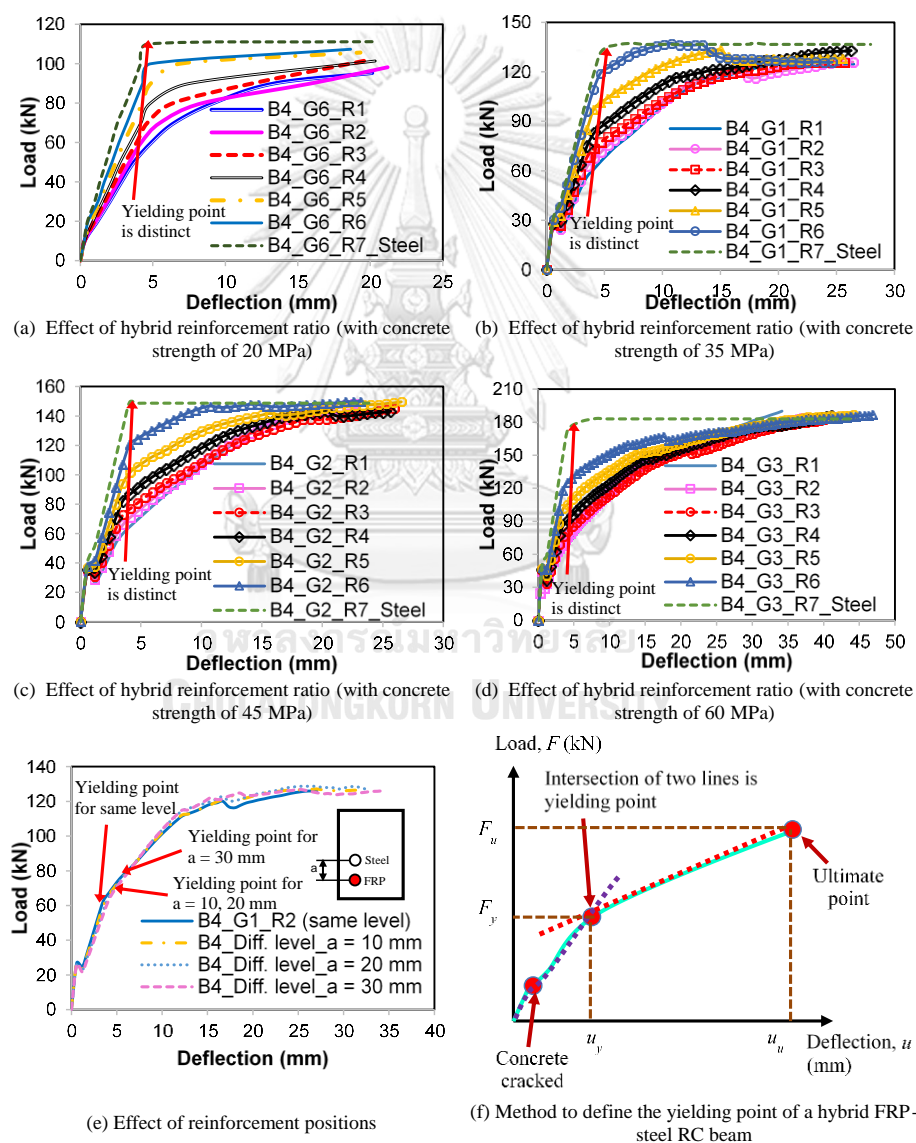 120
100
80
60
40
20
0
Load (kN)
B4_G6_R1
B4_G6_R2
B4_G6_R3
B4_G6_R4
B4_G6_R5
B4_G6_R6
B4_G6_R7_Steel
Yielding point
is distinct
0 5 10 15 20 25
Deflection (mm)
(a) Effect of hybrid reinforcement ratio (with concrete
strength of 20 MPa)
150
120
90
60
30
0
Load (kN)
B4_G1_R1
B4_G1_R2
B4_G1_R3
B4_G1_R4
B4_G1_R5
B4_G1_R6
B4_G1_R7_Steel
Yielding point
is distinct
0 5 10 15 20 25 30
Deflection (mm)
(b) Effect of hybrid reinforcement ratio (with concrete
strength of 35 MPa)
160
140
120
100
80
60
40
20
0
Load (kN)
B4_G2_R1
B4_G2_R2
B4_G2_R3
B4_G2_R4
B4_G2_R5
B4_G2_R6
B4_G2_R7_Steel
Yielding point
is distinct
0 5 10 15 20 25 30
Deflection (mm)
(c) Effect of hybrid reinforcement ratio (with concrete
strength of 45 MPa)
210
180
150
120
90
60
30
0
Load (kN)
B4_G3_R1
B4_G3_R2
B4_G3_R3
B4_G3_R4
B4_G3_R5
B4_G3_R6
B4_G3_R7_Steel
Yielding point
is distinct
0 5 10 15 20 25 30 35 40 45 50
Deflection (mm)
(d) Effect of hybrid reinforcement ratio (with concrete
strength of 60 MPa)
UNIVERSITY
140
120
100
80
60
40
20
0
Load (kN)
Yielding point
for same level
Yielding point for
a = 30 mm
Yielding point for
a = 10, 20 mm
a
Steel
FRP
B4_G1_R2 (same level)
B4_Diff. level_a = 10 mm
B4_Diff. level_a = 20 mm
B4_Diff. level_a = 30 mm
0 5 10 15 20 25 30 35 40
Deflection (mm)
(e) Effect of reinforcement positions
Load, F (kN)
Intersection of two lines is
yielding point
Fu
Fy
Ultimate
point
Concrete
cracked
uy
uu
Deflection, u
(mm)
(f) Method to define the yielding point of a hybrid FRP-
steel RC beam